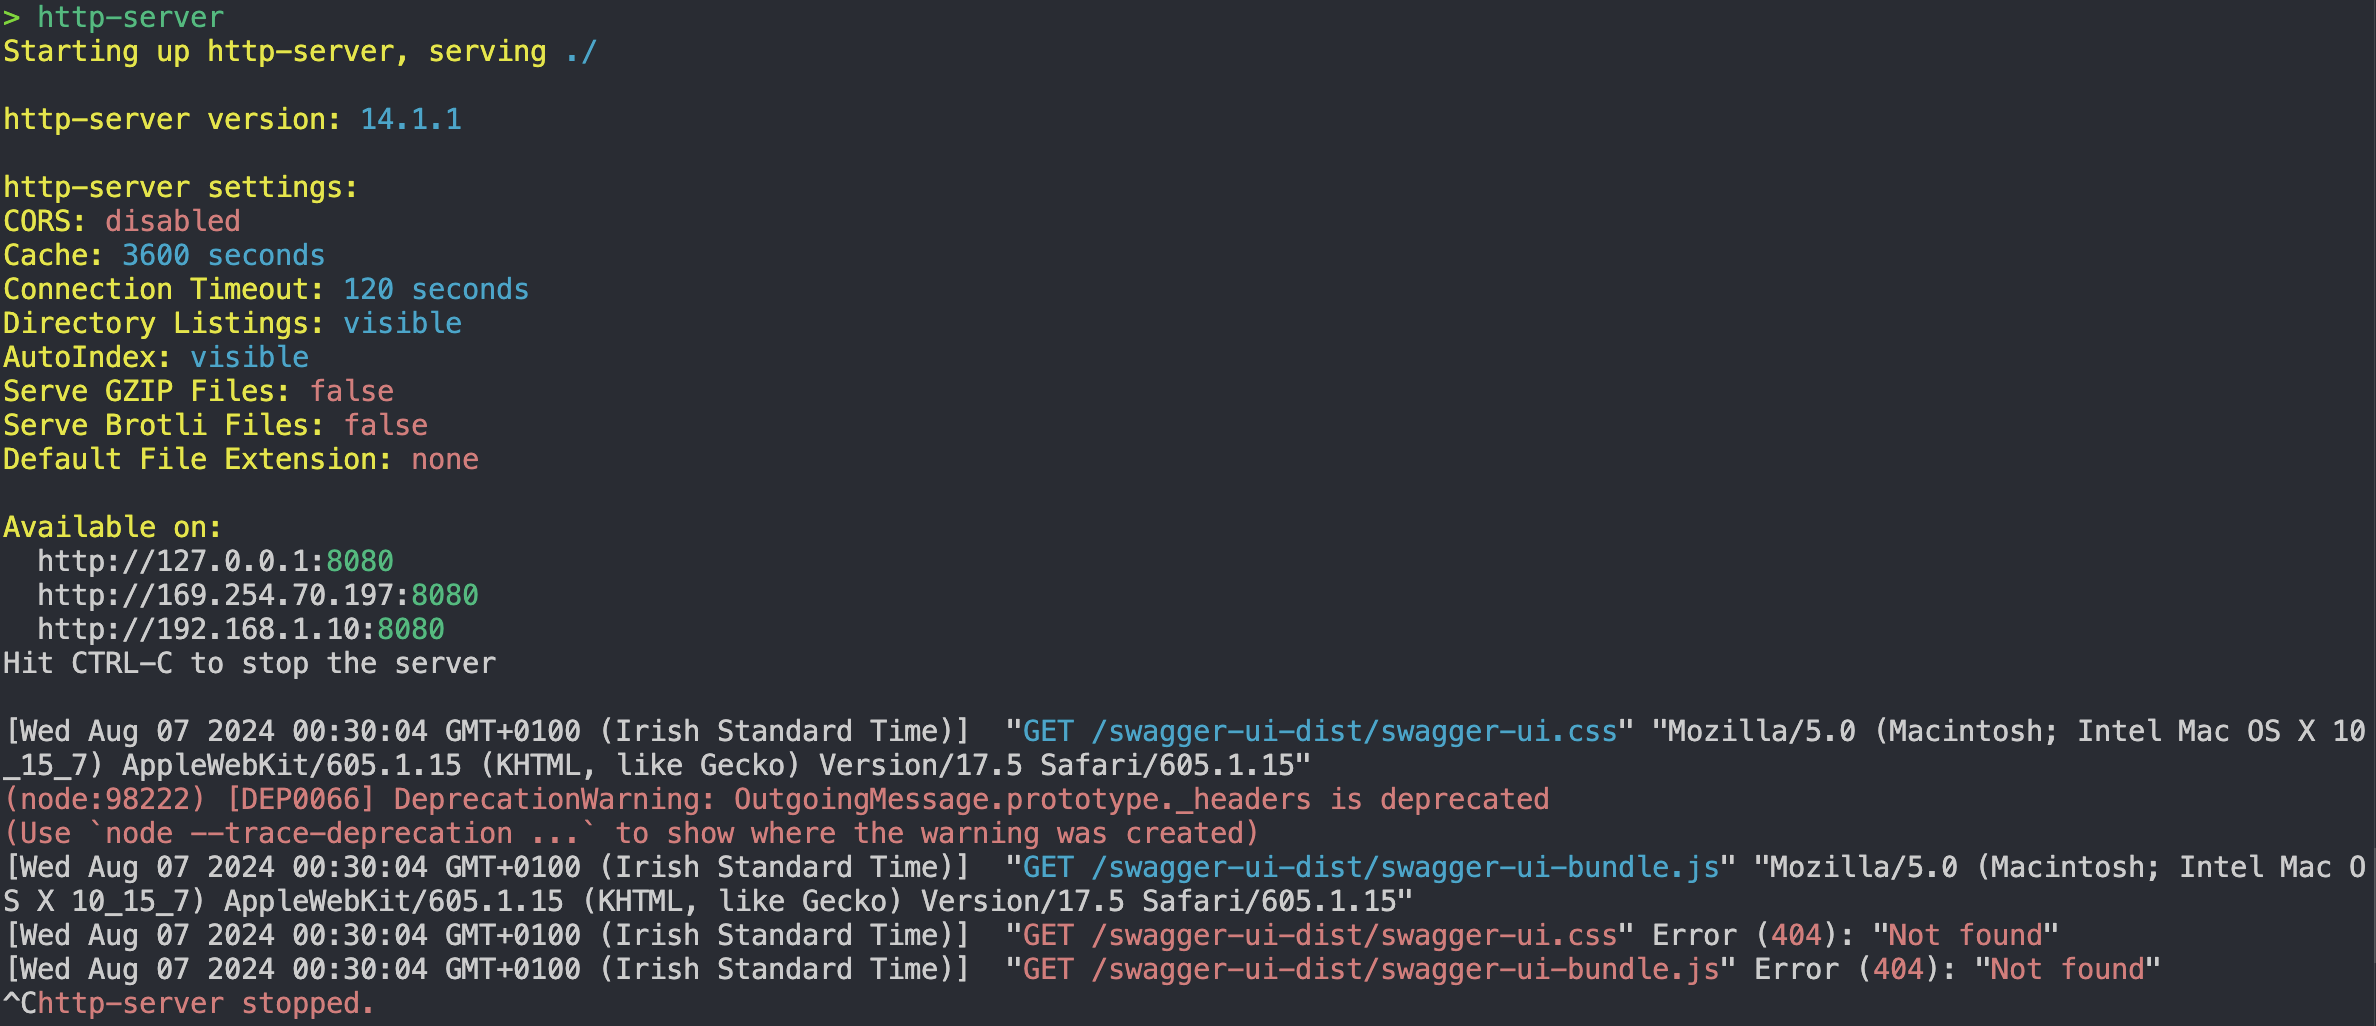 > http-server
Starting up http-server, serving ./
http-server version: 14.1.1
http-server settings:
CORS: disabled
Cache: 3600 seconds
Connection Timeout: 120 seconds
Directory Listings: visible
AutoIndex: visible
Serve GZIP Files: false
Serve Brotli Files: false
Default File Extension: none
Available on:
  http://127.0.0.1:8080
  http://169.254.70.197:8080
  http://192.168.1.10:8080
Hit CTRL-C to stop the server
[Wed Aug 07 2024 00:30:04 GMT+0100 (Irish Standard Time)]  "GET /swagger-ui-dist/swagger-ui.css" "Mozilla/5.0 (Macintosh; Intel Mac OS X 10
_15_7) AppleWebKit/605.1.15 (KHTML, like Gecko) Version/17.5 Safari/605.1.15"
(node:98222) [DEP0066] DeprecationWarning: OutgoingMessage.prototype._headers is deprecated
(Use `node --trace-deprecation ...` to show where the warning was created)
[Wed Aug 07 2024 00:30:04 GMT+0100 (Irish Standard Time)]  "GET /swagger-ui-dist/swagger-ui-bundle.js" "Mozilla/5.0 (Macintosh; Intel Mac O
S X 10_15_7) AppleWebKit/605.1.15 (KHTML, like Gecko) Version/17.5 Safari/605.1.15"
[Wed Aug 07 2024 00:30:04 GMT+0100 (Irish Standard Time)]  "GET /swagger-ui-dist/swagger-ui.css" Error (404): "Not found"
[Wed Aug 07 2024 00:30:04 GMT+0100 (Irish Standard Time)]  "GET /swagger-ui-dist/swagger-ui-bundle.js" Error (404): "Not found"
^Chttp-server stopped.